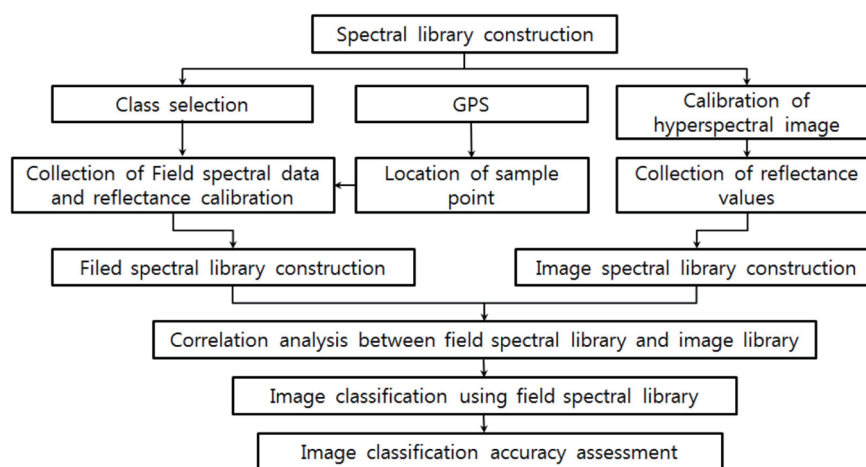 Spectral library construction
Class selection
GPS
Calibration of
hyperspectral image
Collection of Field spectral data
and reflectance calibration
Location of sample
point
Collection of reflectance
values
Filed spectral library construction
Image spectral library construction
Correlation analysis between field spectral library and image library
Image classification using field spectral library
Image classification accuracy assessment